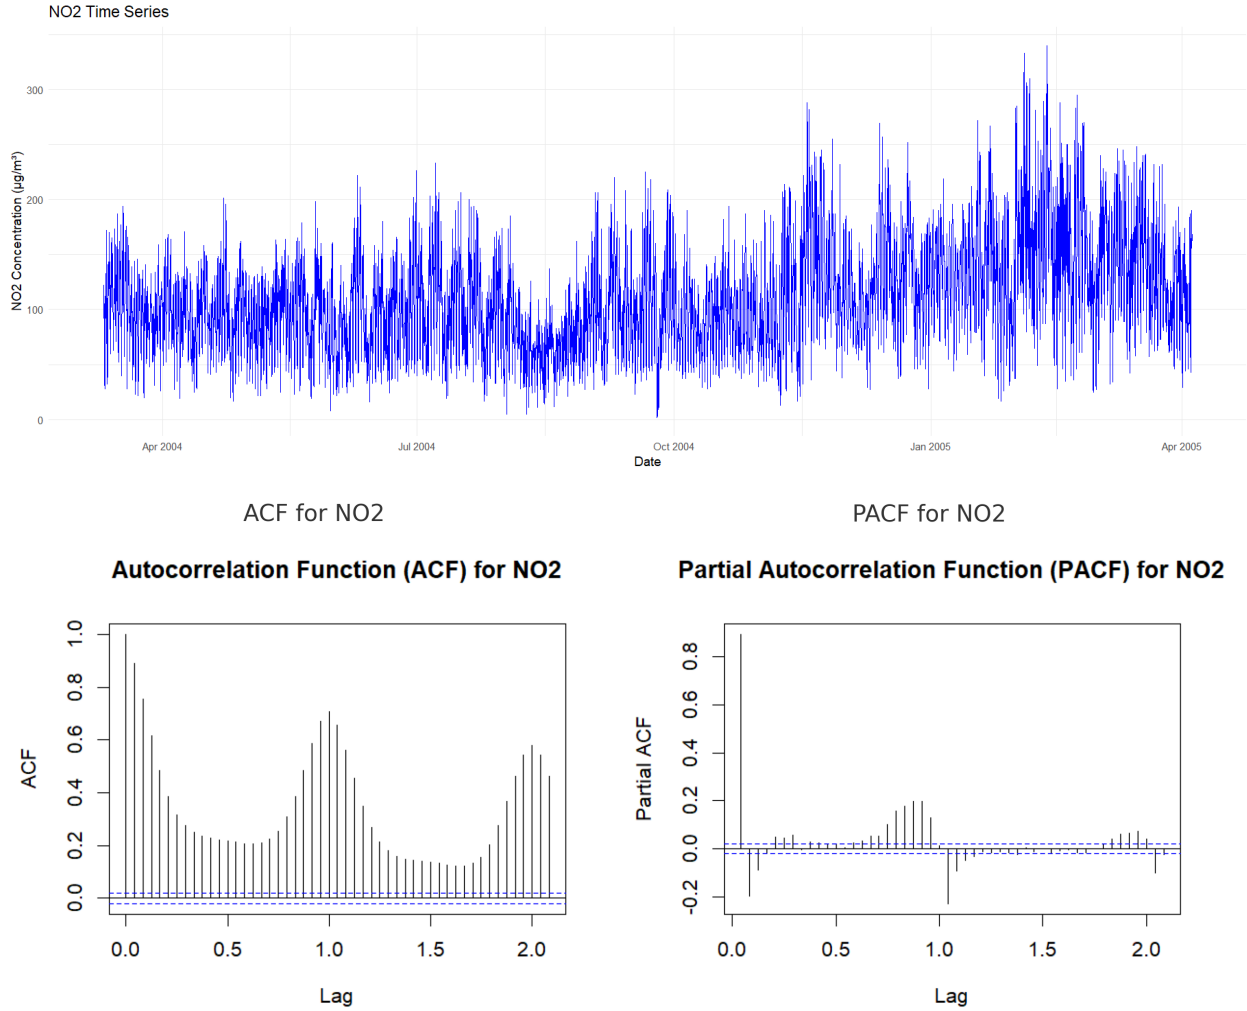 NO2 Time Series
NO2 Concentration (µg/m³)
300
200
100
0
Apr 2004
Jul 2004
Oct 2004
Jan 2005
Apr 2005
Date
ACF for NO2
PACF for NO2
Autocorrelation Function (ACF) for NO2
ACF
1.0
0.8
0.6
0.4
0.2
0.0
0.0
0.5
1.0
1.5
2.0
Lag
Partial Autocorrelation Function (PACF) for NO2
Partial ACF
0.8
0.6
0.4
0.2
0.0
-0.2
0.0
0.5
1.0
1.5
2.0
Lag